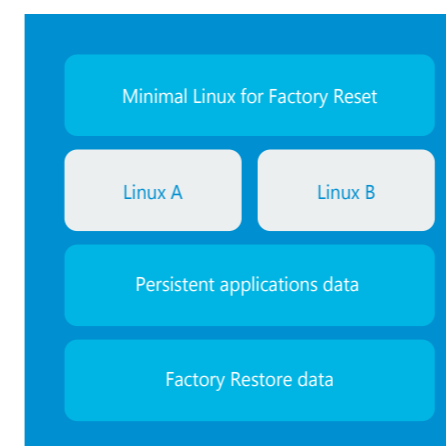 Minimal Linux for Factory Reset
Linux A
Linux B
Persistent applications data
Factory Restore data